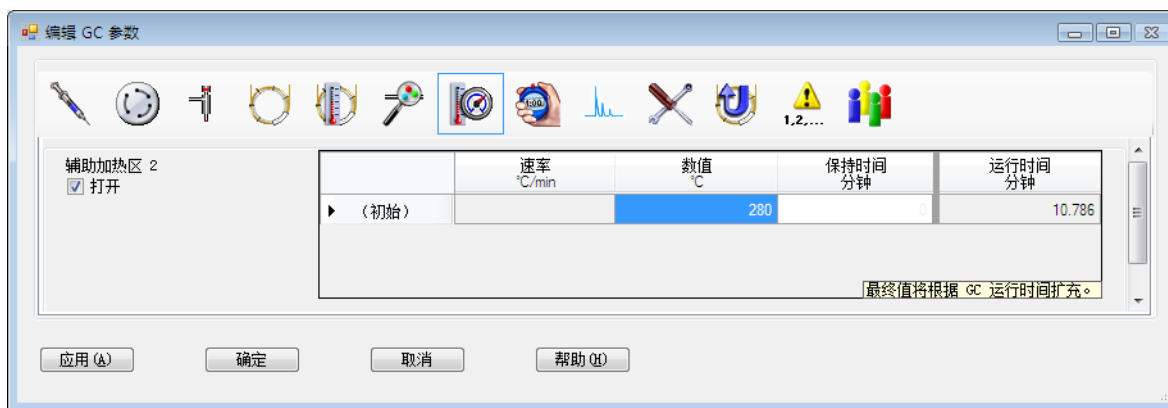 编辑 GC 参数
1:00
1,2,...
辅助加热区 2
打开
速率 数值 保持时间 运行时间
℃/min ℃ 分钟 分钟
(初始) 280 0 10.786
最终值将根据 GC 运行时间扩充。
应用(A) 确定 取消 帮助(H)